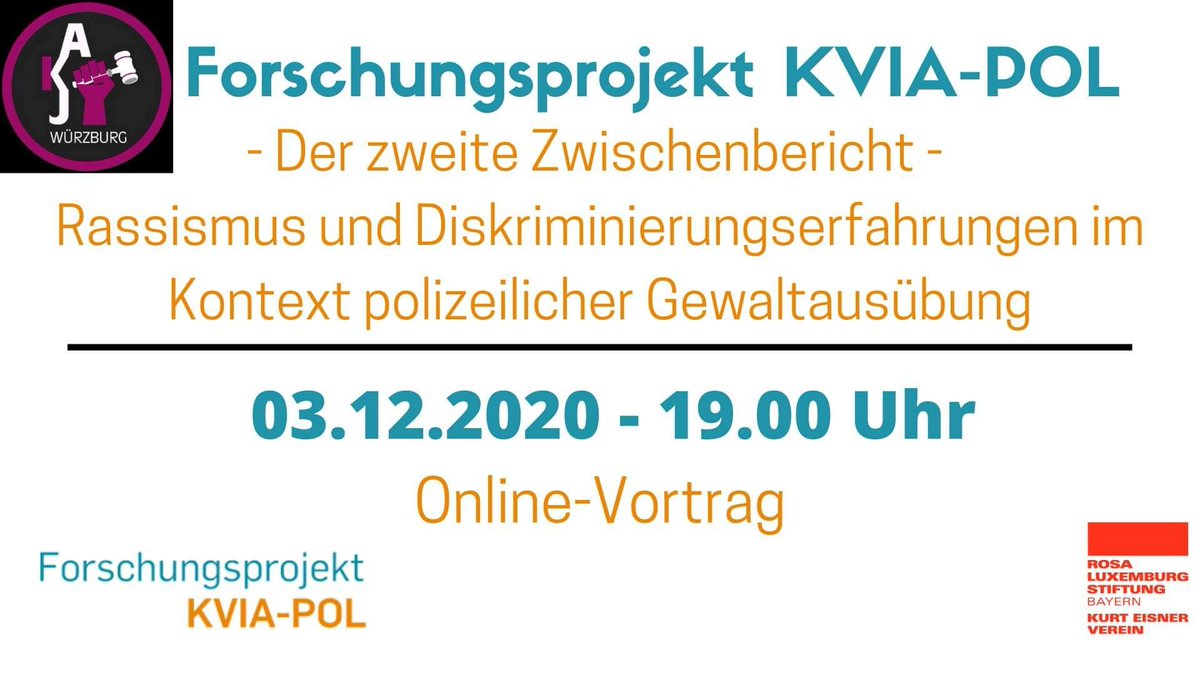 AKJ
WÜRZBURG
Forschungsprojekt KVIA-POL
- Der zweite Zwischenbericht -
Rassismus und Diskriminierungserfahrungen im
Kontext polizeilicher Gewaltausübung
03.12.2020 - 19.00 Uhr
Online-Vortrag
Forschungsprojekt
KVIA-POL
ROSA
LUXEMBURG
STIFTUNG
BAYERN
KURT EISNER
VEREIN